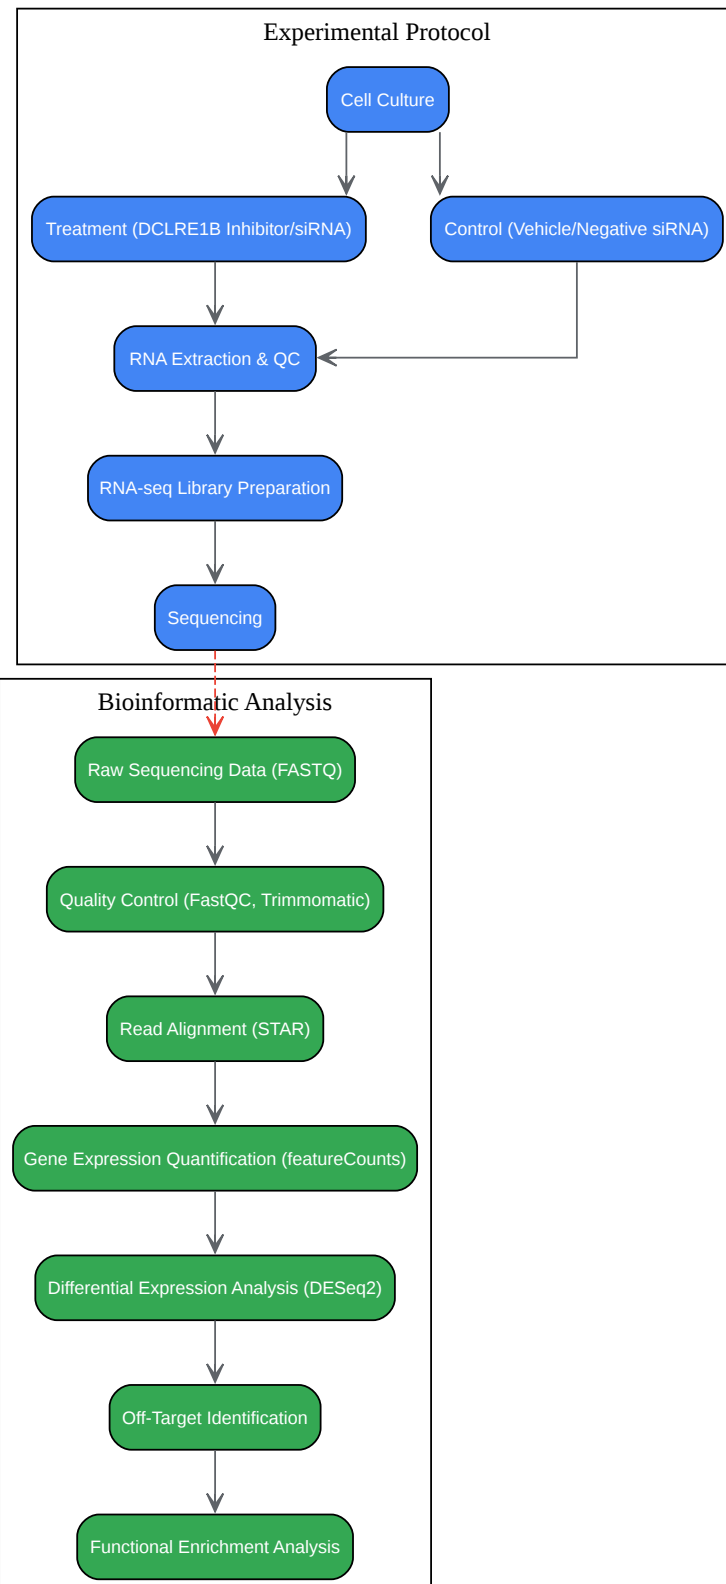 Experimental Protocol
Cell Culture
Treatment (DCLRE1B Inhibitor/siRNA)
Control (Vehicle/Negative siRNA)
RNA Extraction & QC
RNA-seq Library Preparation
Sequencing
Bioinformatic Analysis
Raw Sequencing Data (FASTQ)
Quality Control (FastQC, Trimmomatic)
Read Alignment (STAR)
Gene Expression Quantification (featureCounts)
Differential Expression Analysis (DESeq2)
Off-Target Identification
Functional Enrichment Analysis